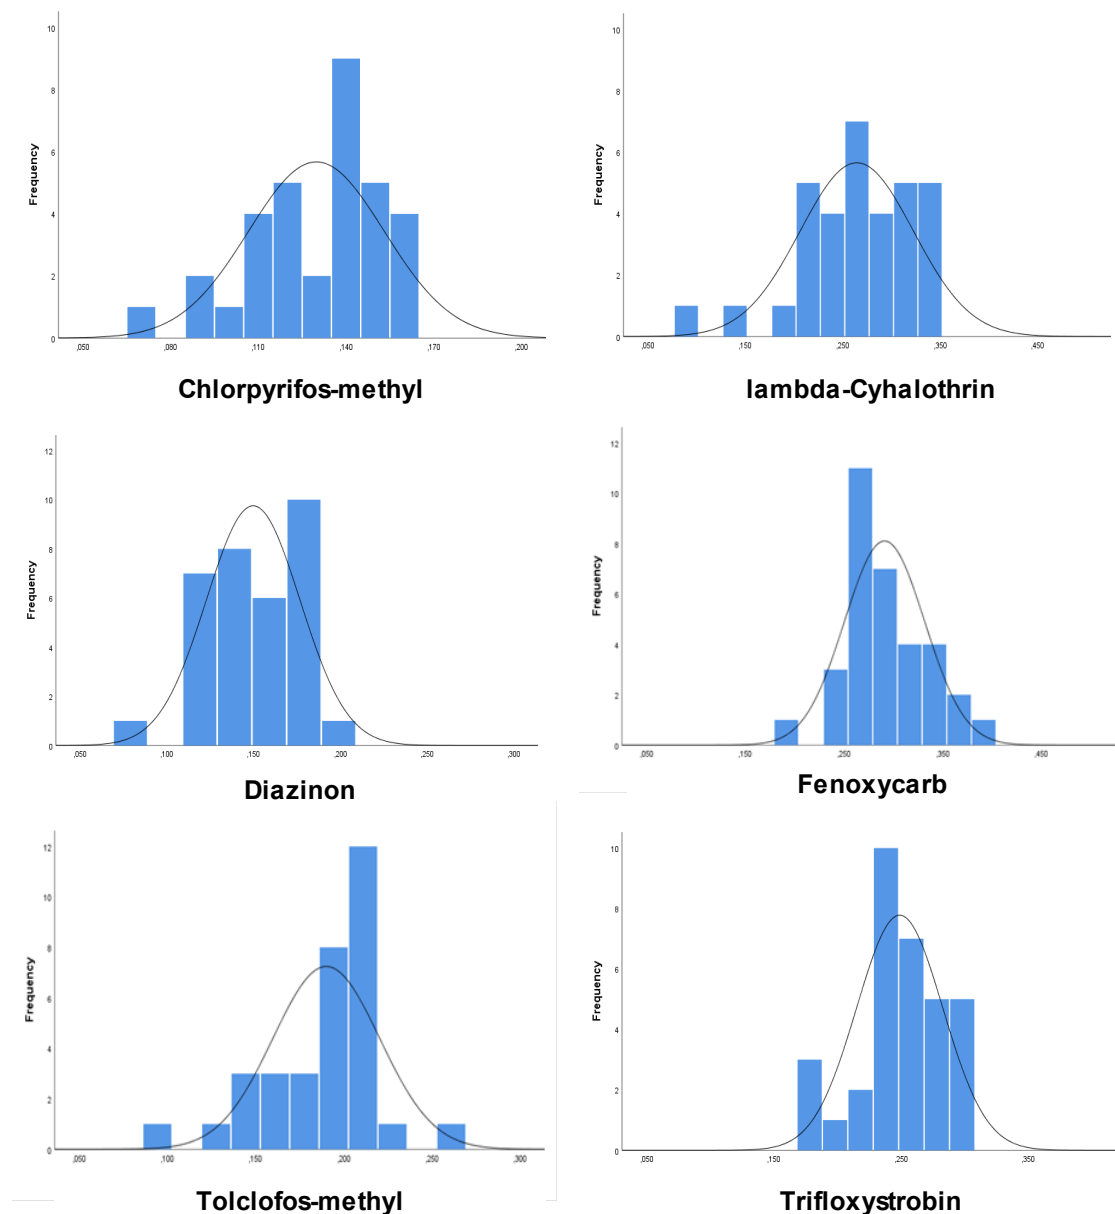 10
8
6
4
2
0
Frequency
,050 ,080 ,110 ,140 ,170 ,200
Chlorpyrifos-methyl
10
8
6
4
2
0
Frequency
,050 ,150 ,250 ,350 ,450
lambda-Cyhalothrin
12
10
8
6
4
2
0
Frequency
,050 ,100 ,150 ,200 ,250 ,300
Diazinon
12
10
8
6
4
2
0
Frequency
,050 ,150 ,250 ,350 ,450
Fenoxycarb
12
10
8
6
4
2
0
Frequency
,050 ,100 ,150 ,200 ,250 ,300
Tolclofos-methyl
10
8
6
4
2
0
Frequency
,050 ,150 ,250 ,350
Trifloxystrobin